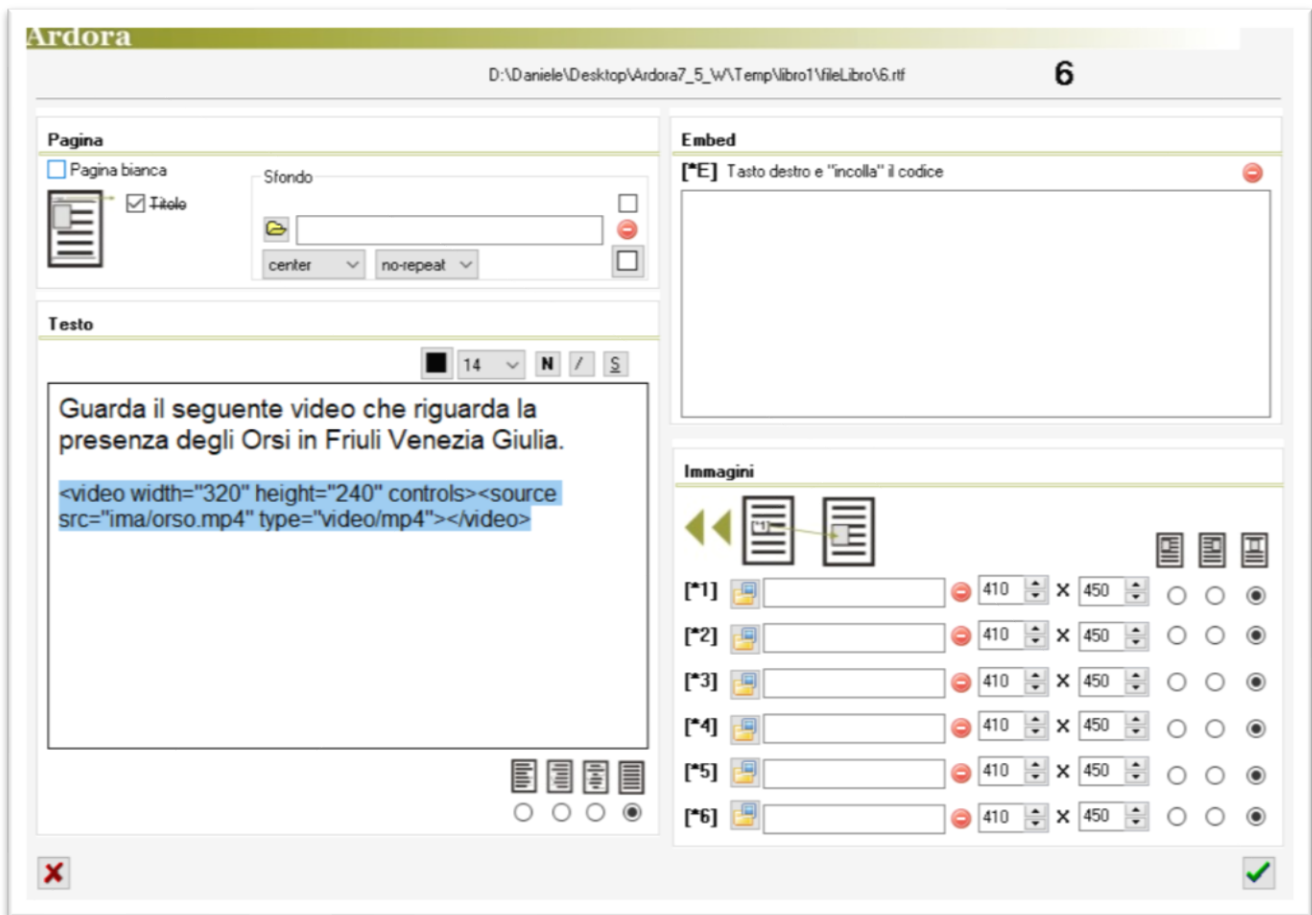 Ardora
D:\Daniele\Desktop\Ardora7_5_W\Temp\libro1\fileLibro\6.rtf 6
Pagina
Pagina bianca
Titolo
Sfondo
center no-repeat
Testo
14 N / S
Guarda il seguente video che riguarda la
presenza degli Orsi in Friuli Venezia Giulia.
<video width="320" height="240" controls><source
src="ima/orso.mp4" type="video/mp4"></video>
Embed
[*E] Tasto destro e "incolla" il codice
Immagini
[*1]
[*1] 410 X 450
[*2] 410 X 450
[*3] 410 X 450
[*4] 410 X 450
[*5] 410 X 450
[*6] 410 X 450